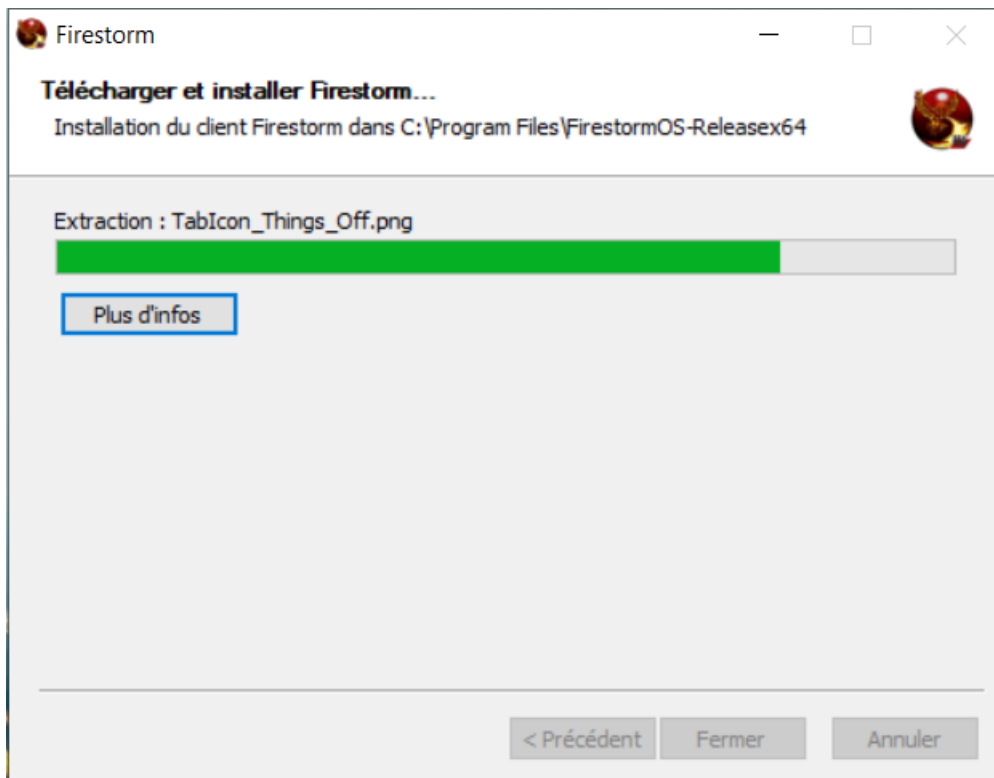 Firestorm
Télécharger et installer Firestorm...
Installation du client Firestorm dans C:\Program Files\FirestormOS-Releasex64
Extraction : TabIcon_Things_Off.png
Plus d'infos
< Précédent
Fermer
Annuler